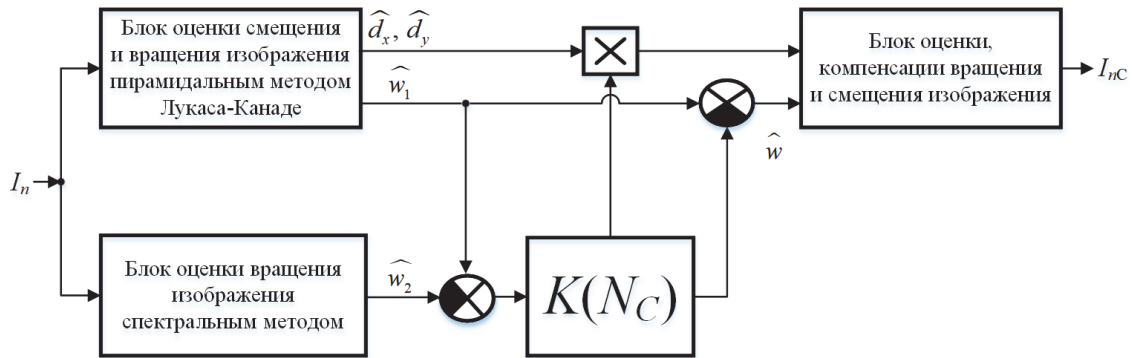 Блок оценки смещения
и вращения изображения
пирамидальным методом
Лукаса-Канаде
d̂x, d̂y
ŵ1
Блок оценки,
компенсации вращения
и смещения изображения
InC
ŵ
In
Блок оценки вращения
изображения
спектральным методом
ŵ2
K(NC)